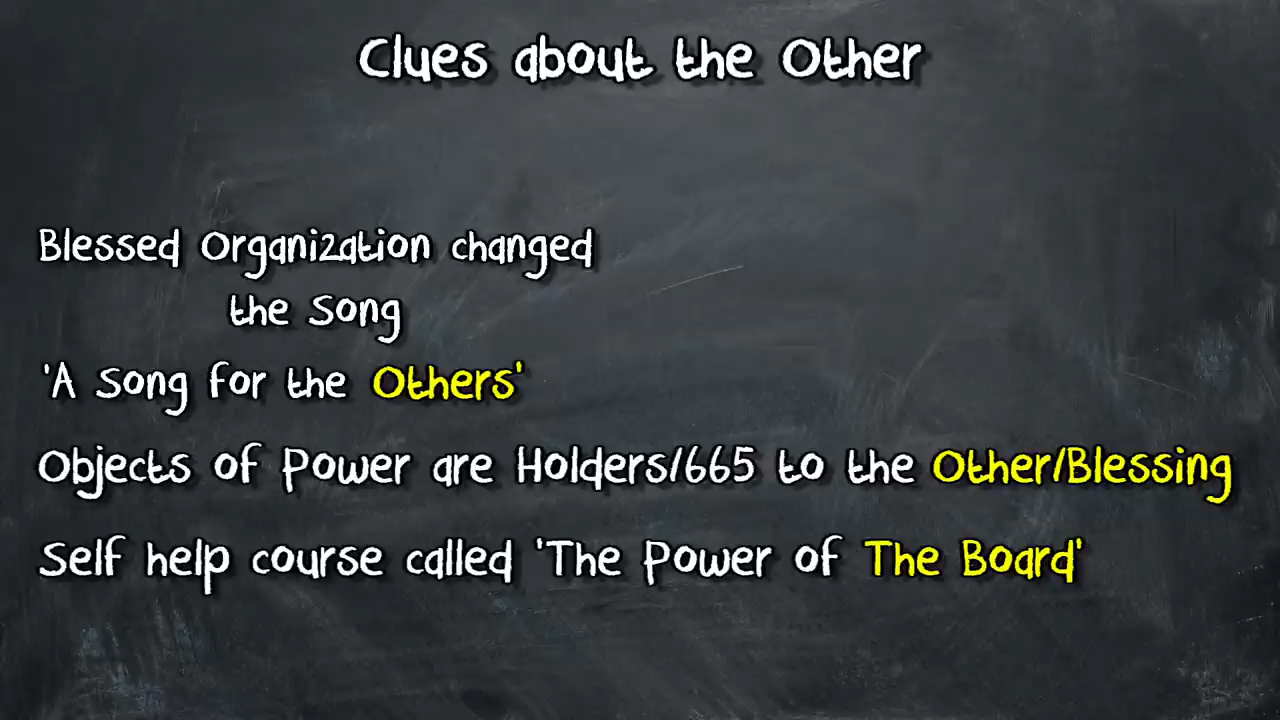 Clues about the Other
Blessed Organization changed
the Song
'A Song for the Others'
Objects of Power are Holders/665 to the Other/Blessing
Self help course called 'The Power of The Board'